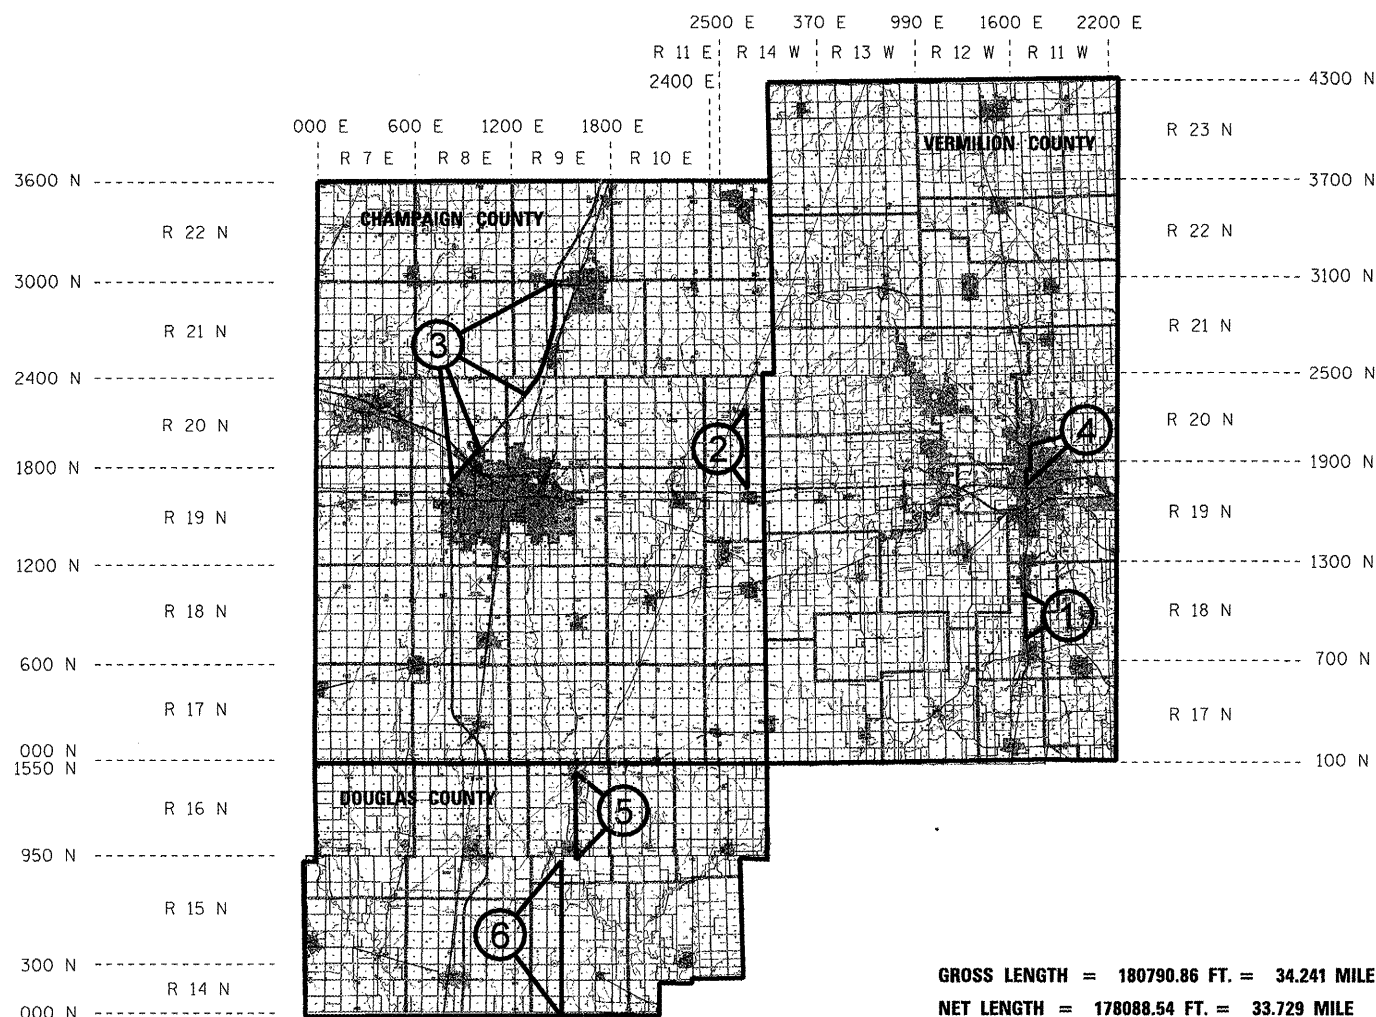 2500 E 370 E 990 E 1600 E 2200 E
R 11 E R 14 W R 13 W R 12 W R 11 W
2400 E
4300 N
000 E 600 E 1200 E 1800 E
R 23 N
VERMILION COUNTY
R 7 E R 8 E R 9 E R 10 E
3600 N
3700 N
CHAMPAIGN COUNTY
R 22 N
R 22 N
3000 N
3100 N
R 21 N
R 21 N
3
2400 N
2500 N
R 20 N
R 20 N
2
4
1800 N
1900 N
R 19 N
R 19 N
1200 N
1300 N
R 18 N
R 18 N
1
600 N
700 N
R 17 N
R 17 N
000 N
1550 N
100 N
DOUGLAS COUNTY
R 16 N
5
950 N
R 15 N
6
300 N
R 14 N
000 N
GROSS LENGTH = 180790.86 FT. = 34.241 MILE
NET LENGTH = 178088.54 FT. = 33.729 MILE